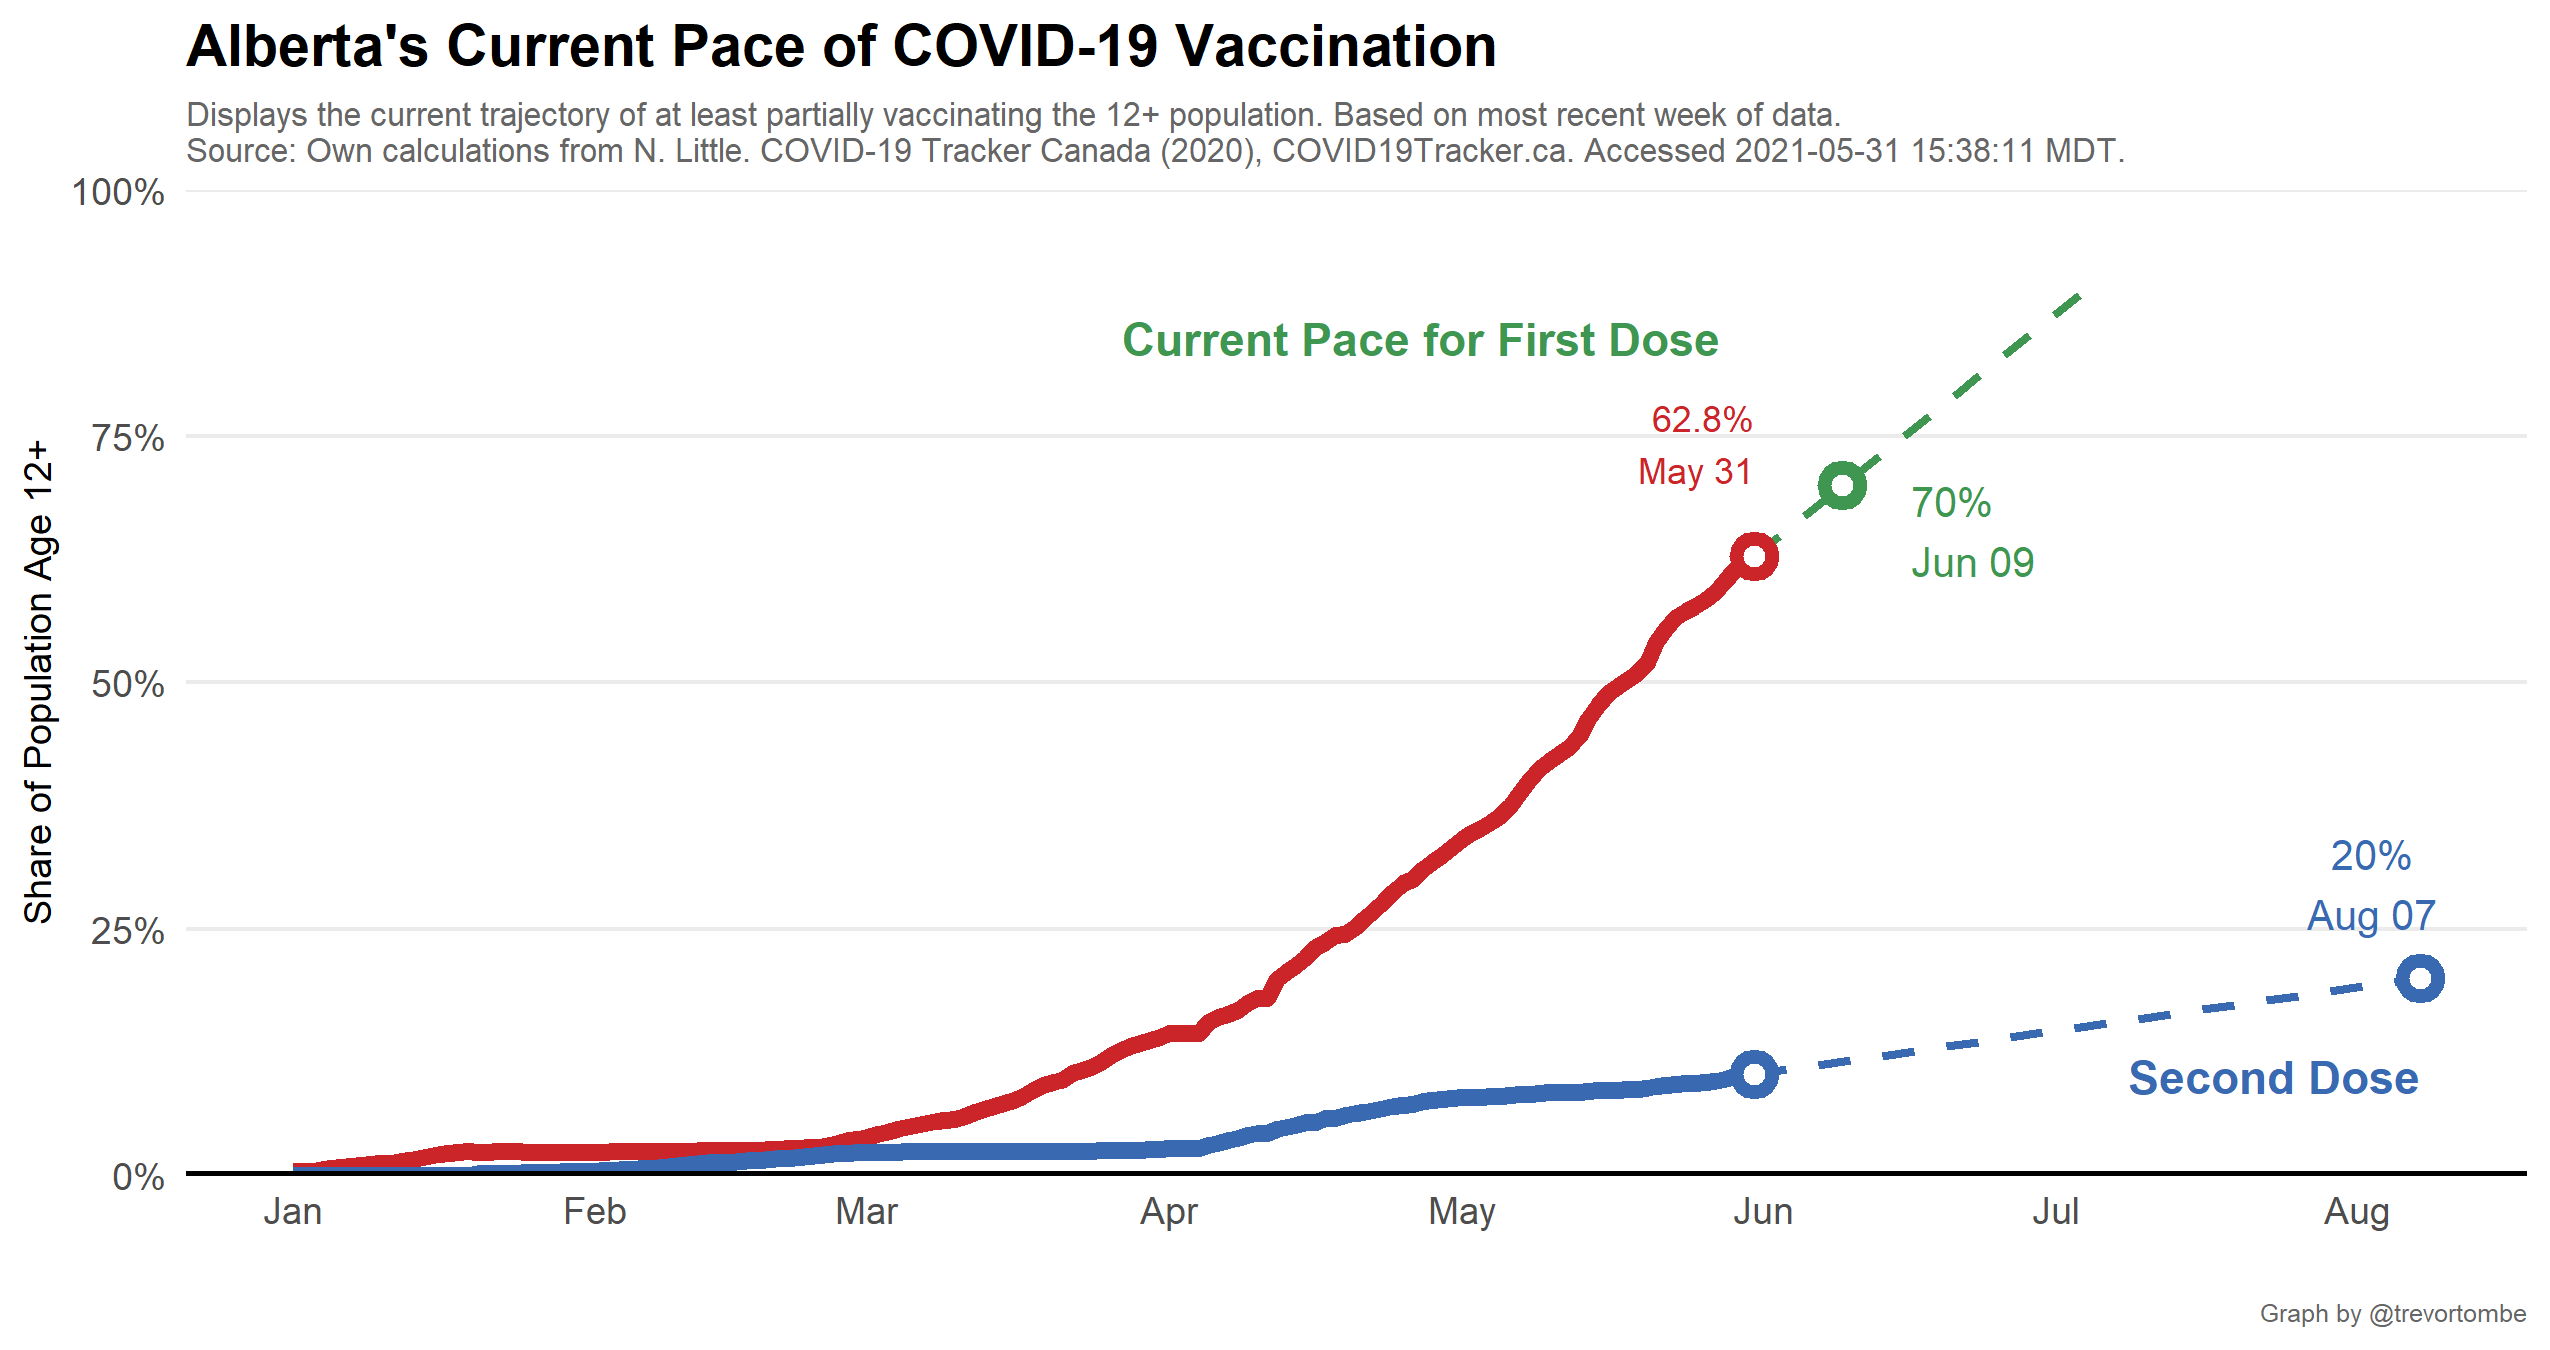 Alberta's Current Pace of COVID-19 Vaccination
Displays the current trajectory of at least partially vaccinating the 12+ population. Based on most recent week of data.
Source: Own calculations from N. Little. COVID-19 Tracker Canada (2020), COVID19Tracker.ca. Accessed 2021-05-31 15:38:11 MDT.
100%
75%
50%
25%
0%
Share of Population Age 12+
Current Pace for First Dose
62.8%
May 31
70%
Jun 09
20%
Aug 07
Second Dose
Jan Feb Mar Apr May Jun Jul Aug
Graph by @trevortombe